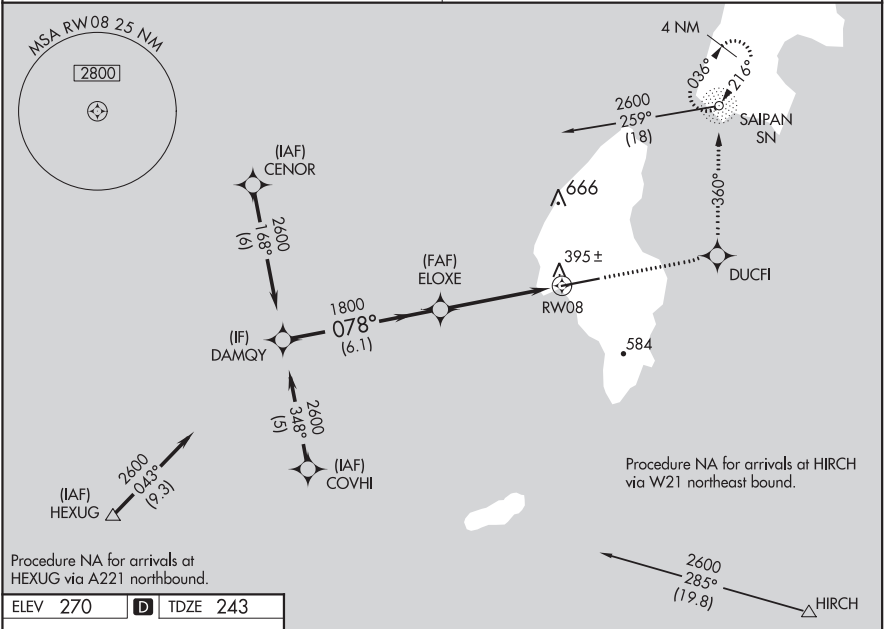 MSA RW08 25 NM
2800
4 NM
036°
216°
2600
259°
(18)
SAIPAN
SN
(IAF)
CENOR
2600
168°
(6)
666
360°
(FAF)
ELOXE
395±
DUCFI
RW08
1800
078°
(6.1)
(IF)
DAMQY
584
2600
348°
(5)
(IAF)
COVHI
2600
043°
(9.3)
(IAF)
HEXUG
Procedure NA for arrivals at HIRCH
via W21 northeast bound.
Procedure NA for arrivals at
HEXUG via A221 northbound.
2600
285°
(19.8)
HIRCH
ELEV 270 D TDZE 243